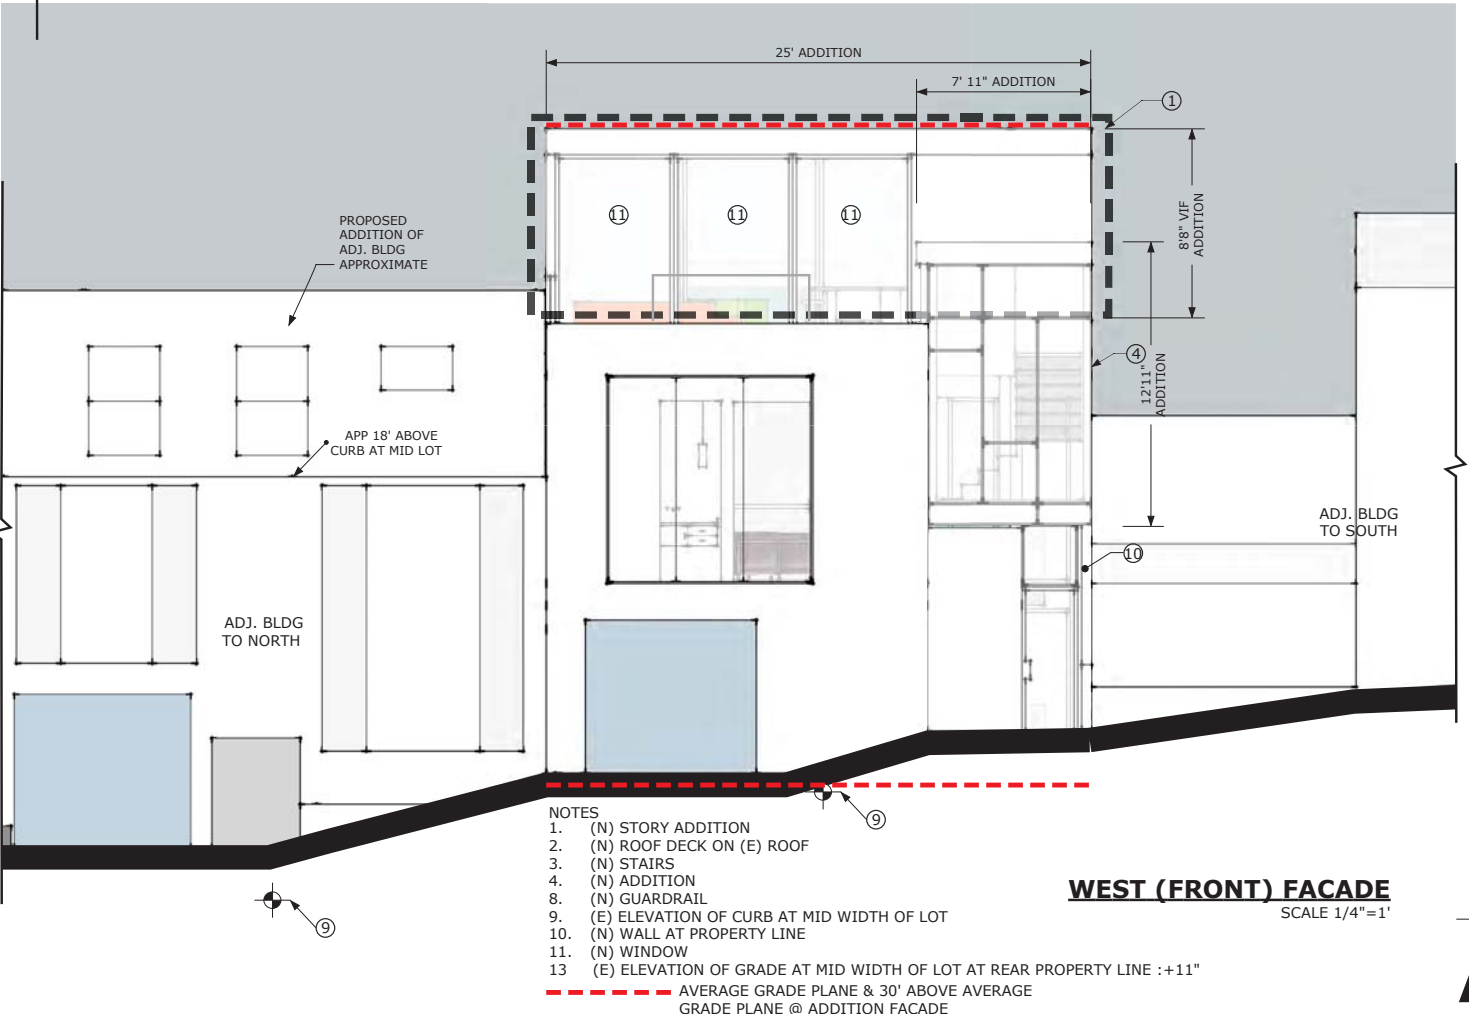 25' ADDITION
7' 11" ADDITION
1
11
11
11
8'8" VIF
ADDITION
PROPOSED
ADDITION OF
ADJ. BLDG
APPROXIMATE
4
12'11"
ADDITION
APP 18' ABOVE
CURB AT MID LOT
ADJ. BLDG
TO SOUTH
10
ADJ. BLDG
TO NORTH
9
9
NOTES
1. (N) STORY ADDITION
2. (N) ROOF DECK ON (E) ROOF
3. (N) STAIRS
4. (N) ADDITION
8. (N) GUARDRAIL
9. (E) ELEVATION OF CURB AT MID WIDTH OF LOT
10. (N) WALL AT PROPERTY LINE
11. (N) WINDOW
13 (E) ELEVATION OF GRADE AT MID WIDTH OF LOT AT REAR PROPERTY LINE :+11"
AVERAGE GRADE PLANE & 30' ABOVE AVERAGE
GRADE PLANE @ ADDITION FACADE
WEST (FRONT) FACADE
SCALE 1/4"=1'